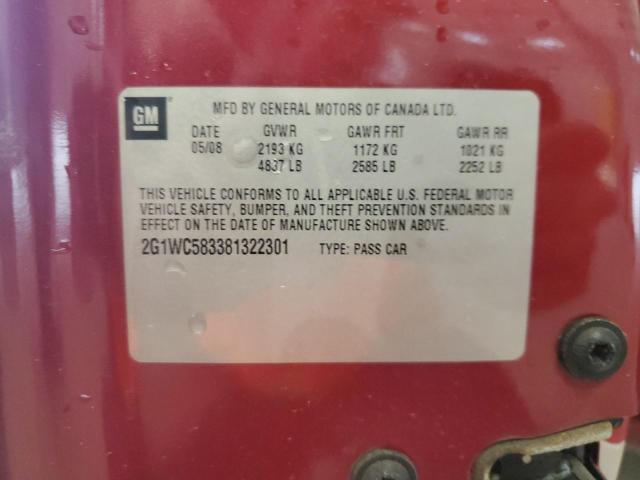 GM
MFD BY GENERAL MOTORS OF CANADA LTD.
DATE GVWR GAWR FRT GAWR RR
05/08 2193 KG 1172 KG 1021 KG
4837 LB 2585 LB 2252 LB
THIS VEHICLE CONFORMS TO ALL APPLICABLE U.S. FEDERAL MOTOR
VEHICLE SAFETY, BUMPER, AND THEFT PREVENTION STANDARDS IN
EFFECT ON THE DATE OF MANUFACTURE SHOWN ABOVE.
2G1WC583381322301 TYPE: PASS CAR